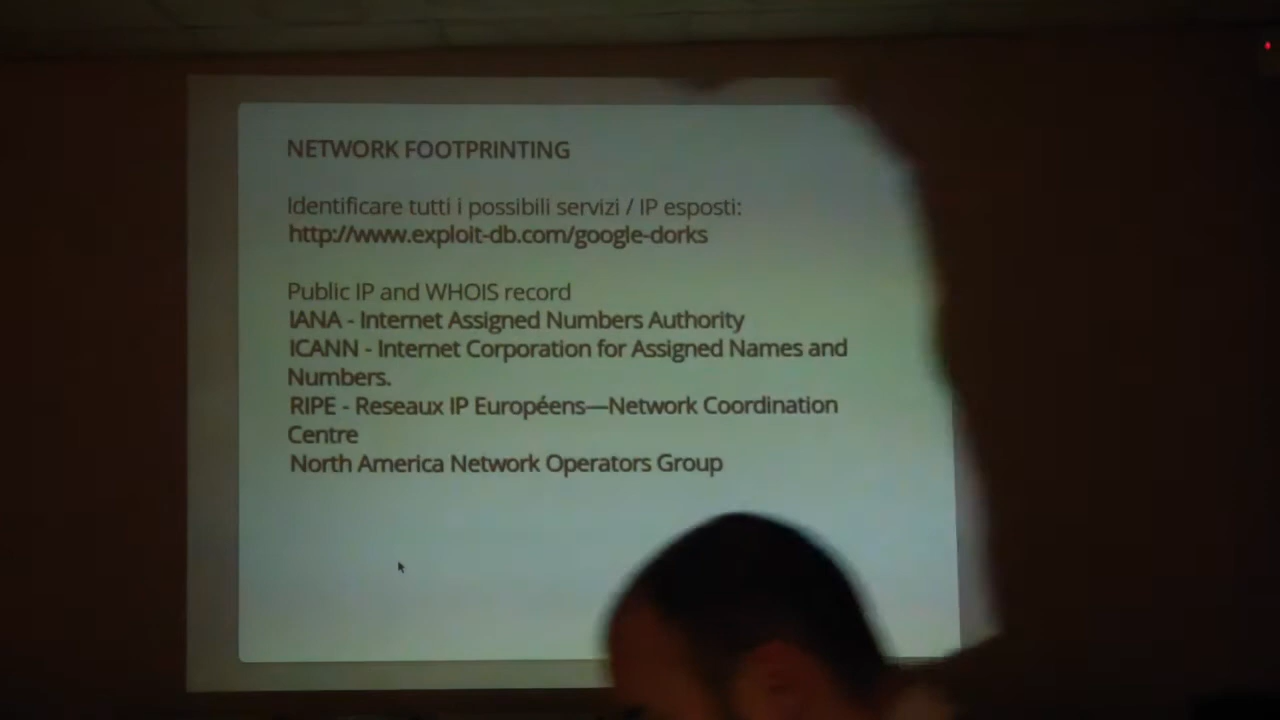 NETWORK FOOTPRINTING
Identificare tutti i possibili servizi / IP esposti:
http://www.exploit-db.com/google-dorks
Public IP and WHOIS record
IANA - Internet Assigned Numbers Authority
ICANN - Internet Corporation for Assigned Names and
Numbers.
RIPE - Reseaux IP Européens—Network Coordination
Centre
North America Network Operators Group